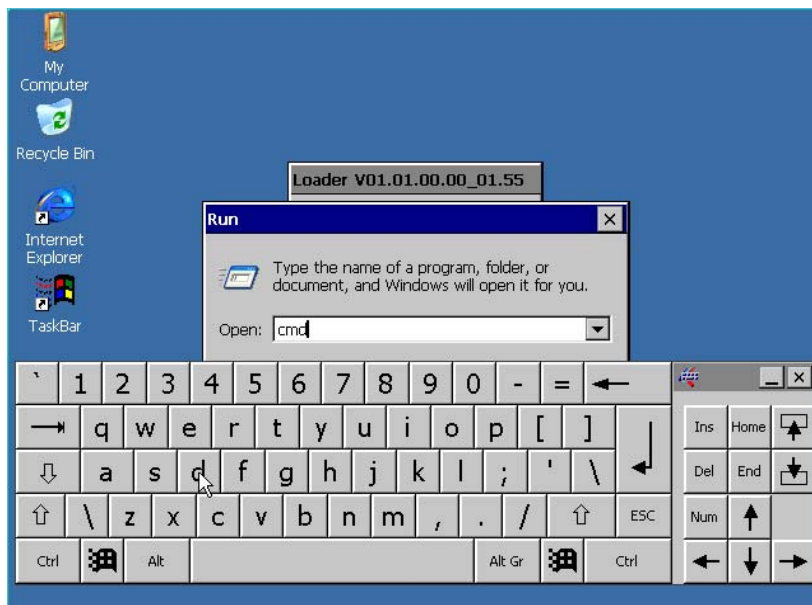 My
Computer
Recycle Bin
Internet
Explorer
TaskBar
Loader V01.01.00.00_01.55
Run
Type the name of a program, folder, or
document, and Windows will open it for you.
Open: cmd
` 1 2 3 4 5 6 7 8 9 0 - =
q w e r t y u i o p [ ] Ins Home
a s d f g h j k l ; ' \ Del End
\ z x c v b n m , . / ESC Num
Ctrl Alt Alt Gr Ctrl